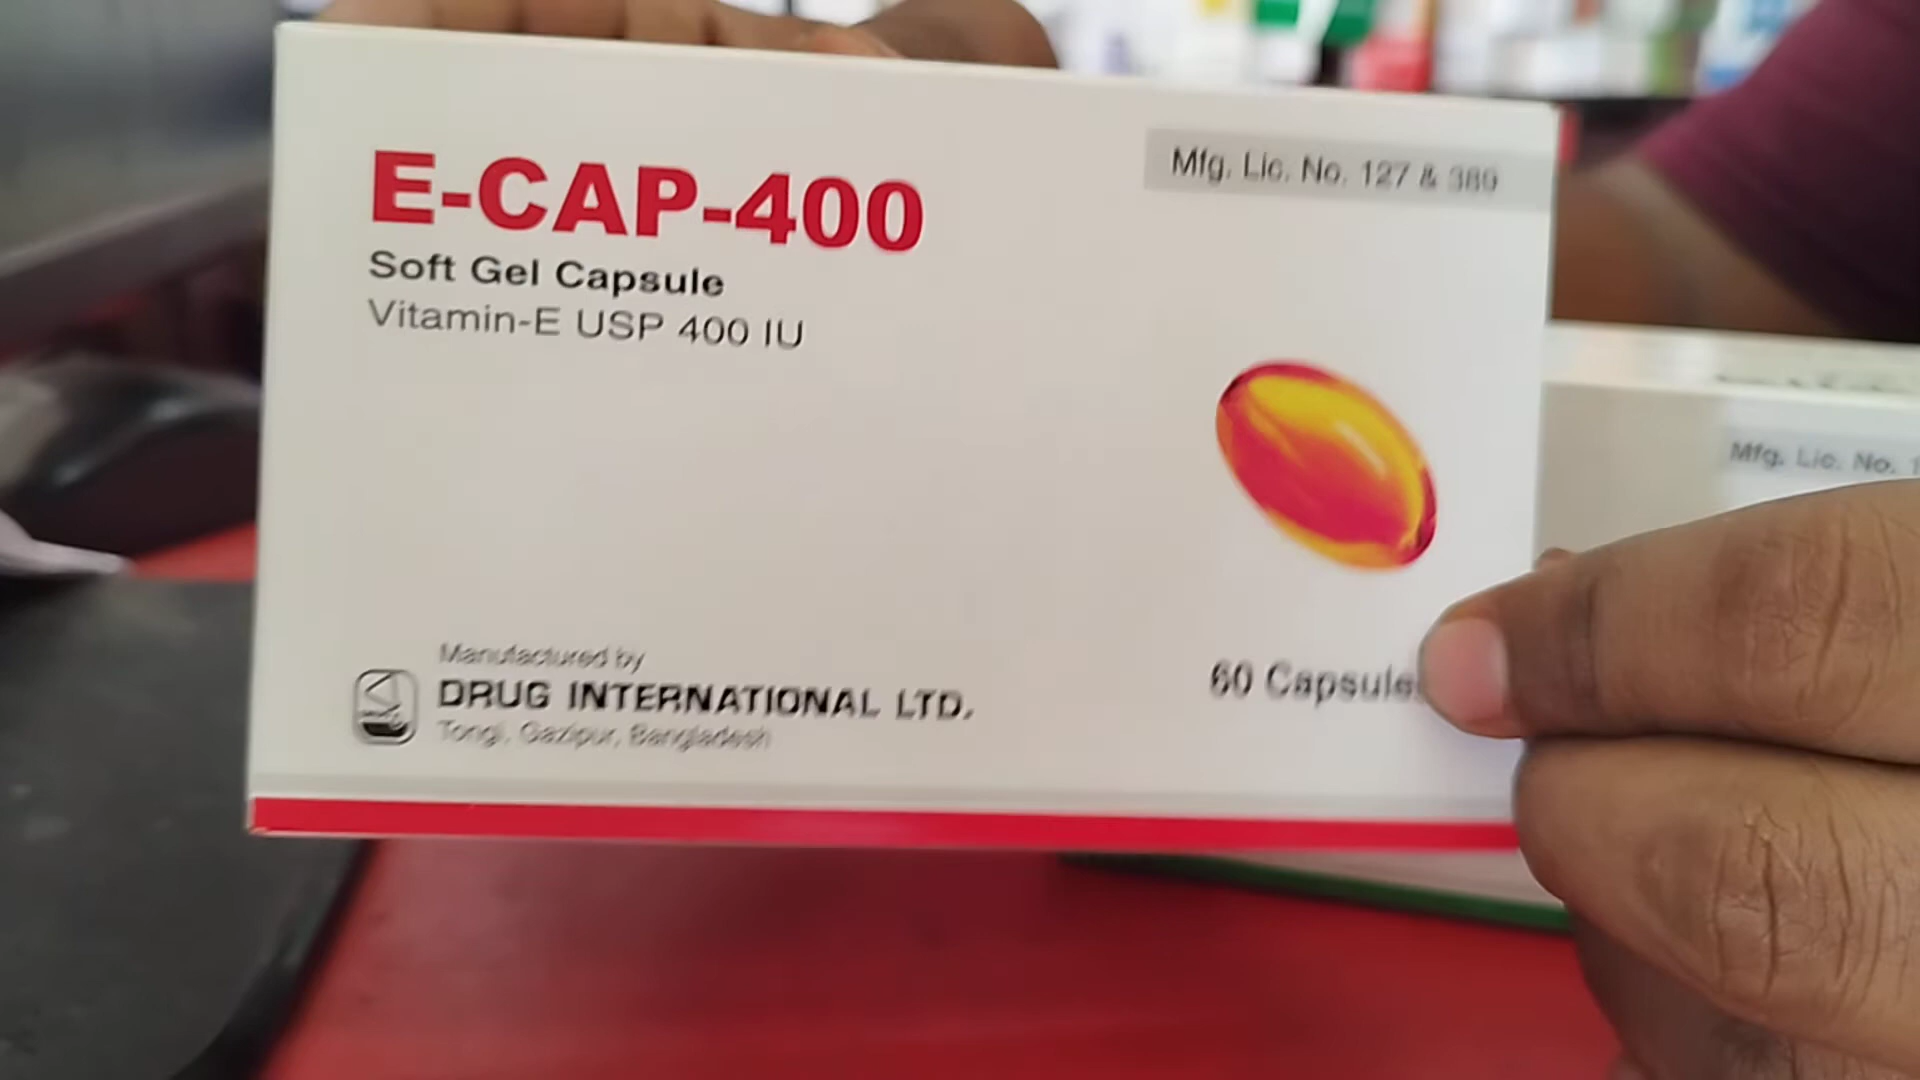 E-CAP-400
Soft Gel Capsule
Vitamin-E USP 400 IU
Mfg. Lic. No. 127 & 389
Manufactured by
DRUG INTERNATIONAL LTD.
Tongi, Gazipur, Bangladesh
60 Capsule
Mfg. Lic. No. 1